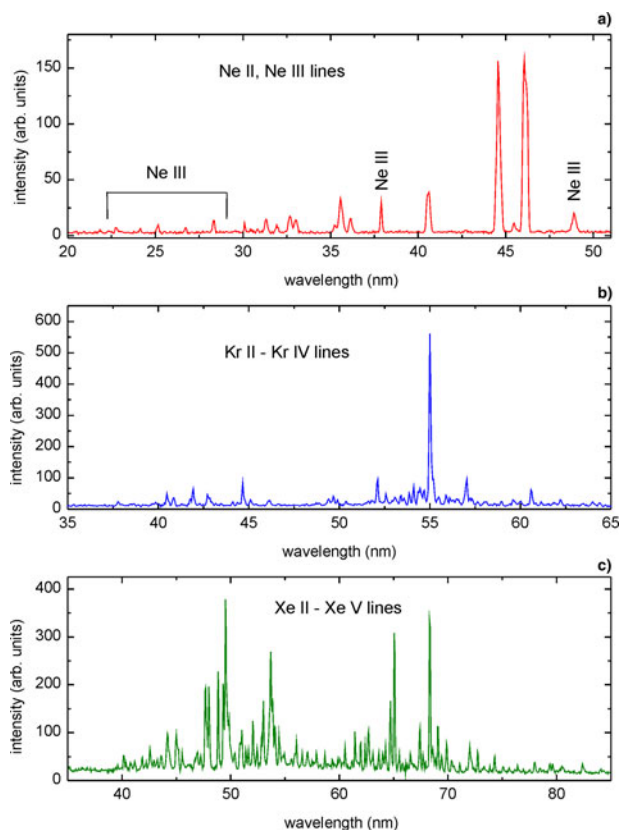 a)
Ne II, Ne III lines
Ne III
Ne III
Ne III
intensity (arb. units)
150
100
50
0
20 25 30 35 40 45 50
wavelength (nm)
b)
Kr II - Kr IV lines
intensity (arb. units)
600
500
400
300
200
100
0
35 40 45 50 55 60 65
wavelength (nm)
c)
Xe II - Xe V lines
intensity (arb. units)
400
300
200
100
0
40 50 60 70 80
wavelength (nm)